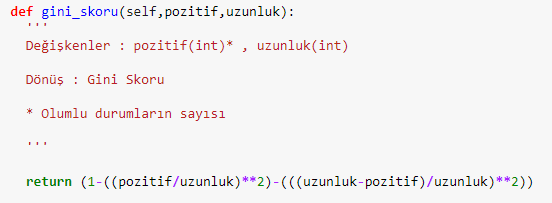 def gini_skoru(self,pozitif,uzunluk):
'''
Değişkenler : pozitif(int)* , uzunluk(int)
Dönüş : Gini Skoru
* Olumlu durumların sayısı
'''
return (1-((pozitif/uzunluk)**2)-(((uzunluk-pozitif)/uzunluk)**2))